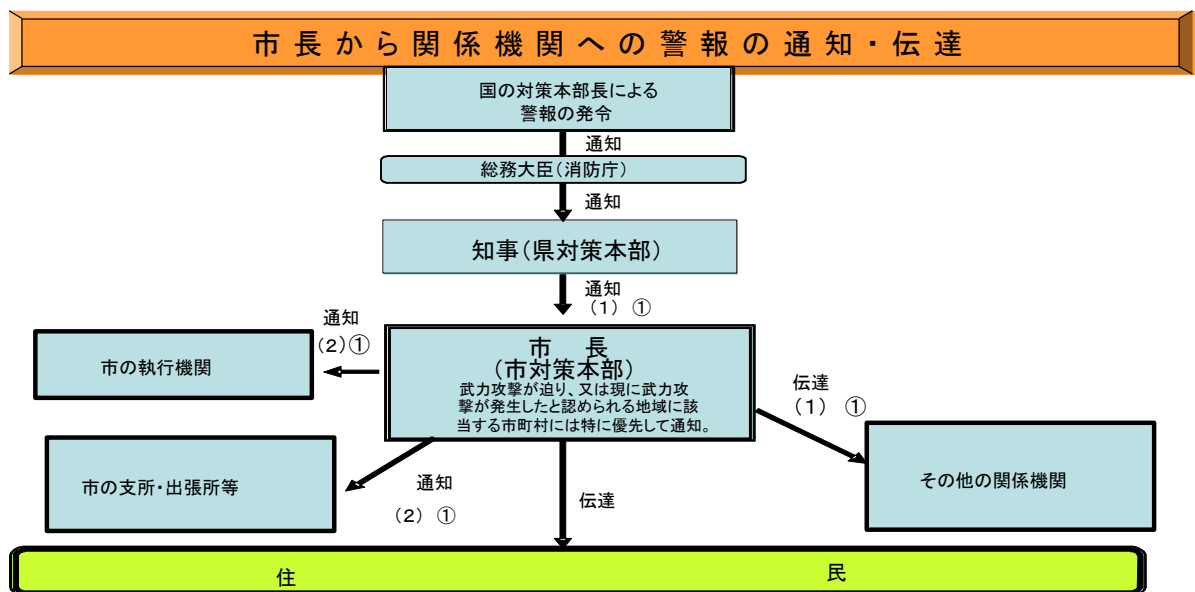 市長から関係機関への警報の通知・伝達
国の対策本部長による
警報の発令
通知
総務大臣(消防庁)
通知
知事(県対策本部)
通知
(1) ①
通知
(2)①
市の執行機関
市 長
(市対策本部)
武力攻撃が迫り、又は現に武力攻
撃が発生したと認められる地域に該
当する市町村には特に優先して通知。
伝達
(1) ①
市の支所・出張所等
通知
(2) ①
伝達
その他の関係機関
住 民